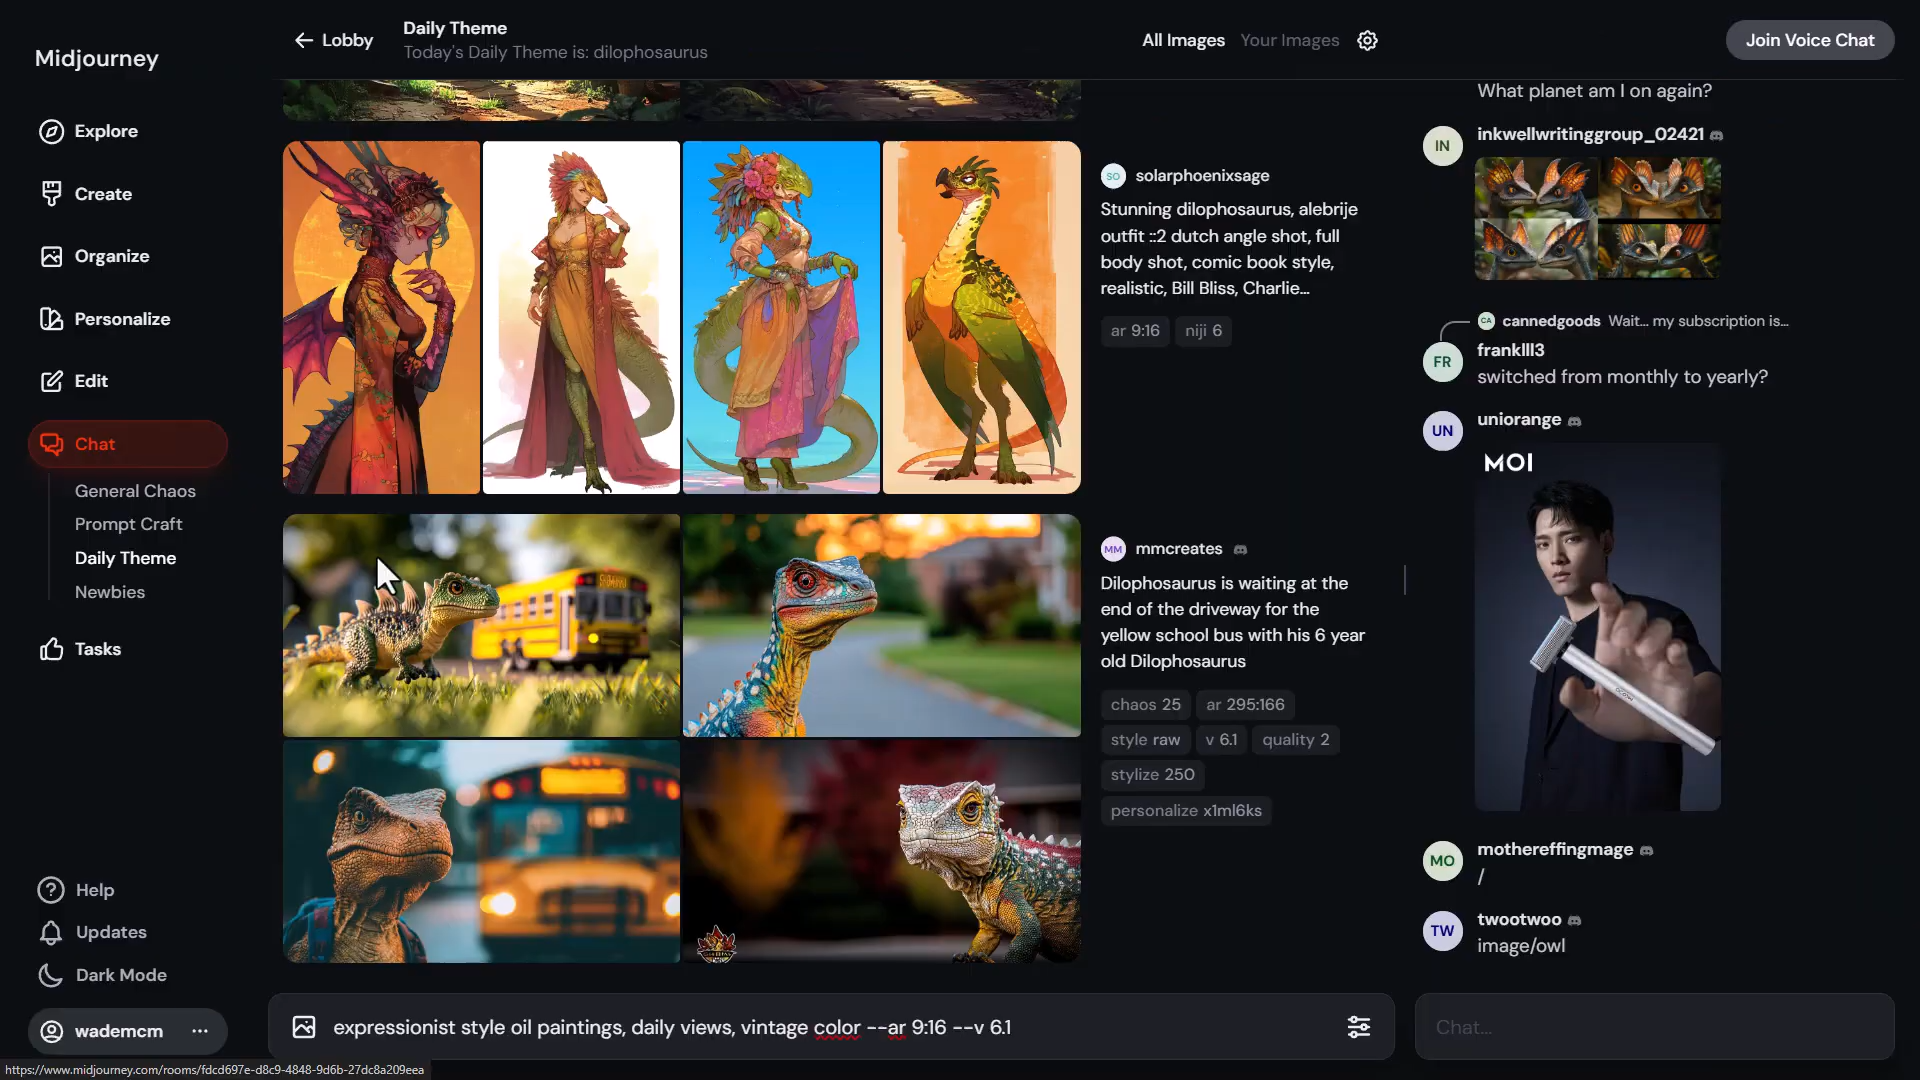 Midjourney
Explore
Create
Organize
Personalize
Edit
Chat
General Chaos
Prompt Craft
Daily Theme
Newbies
Tasks
Help
Updates
Dark Mode
wademcm
https://www.midjourney.com/rooms/fdcd697e-d8c9-4848-9d6b-27dc8a209eea
Lobby
Daily Theme
Today's Daily Theme is: dilophosaurus
All Images
Your Images
Join Voice Chat
SO
solarphoenixsage
Stunning dilophosaurus, alebrije
outfit ::2 dutch angle shot, full
body shot, comic book style,
realistic, Bill Bliss, Charlie...
ar 9:16
niji 6
MM
mmcreates
Dilophosaurus is waiting at the
end of the driveway for the
yellow school bus with his 6 year
old Dilophosaurus
chaos 25
ar 295:166
style raw
v 6.1
quality 2
stylize 250
personalize x1ml6ks
expressionist style oil paintings, daily views, vintage color --ar 9:16 --v 6.1
What planet am I on again?
IN
inkwellwritinggroup_02421
CA
cannedgoods Wait... my subscription is...
FR
franklll3
switched from monthly to yearly?
UN
uniorange
MOI
MO
mothereffingmage
/
TW
twootwoo
image/owl
Chat...